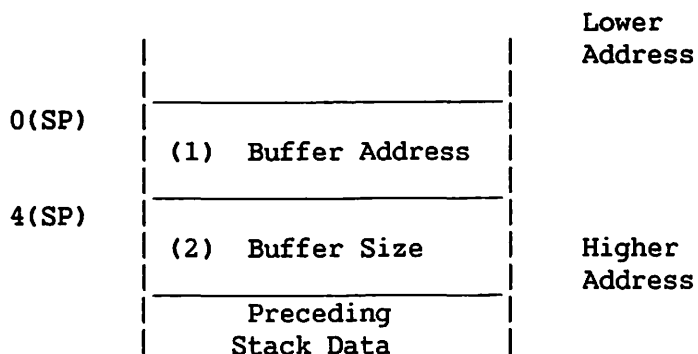 Lower
Address
0(SP)
(1) Buffer Address
4(SP)
(2) Buffer Size
Higher
Address
Preceding
Stack Data